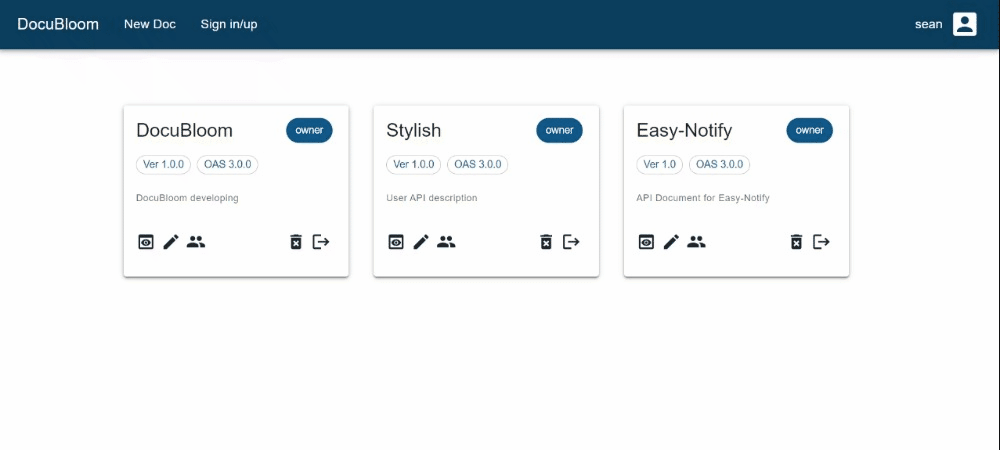 DocuBloom New Doc Sign in/up sean
DocuBloom owner
Ver 1.0.0 OAS 3.0.0
DocuBloom developing
Stylish owner
Ver 1.0.0 OAS 3.0.0
User API description
Easy-Notify owner
Ver 1.0 OAS 3.0.0
API Document for Easy-Notify